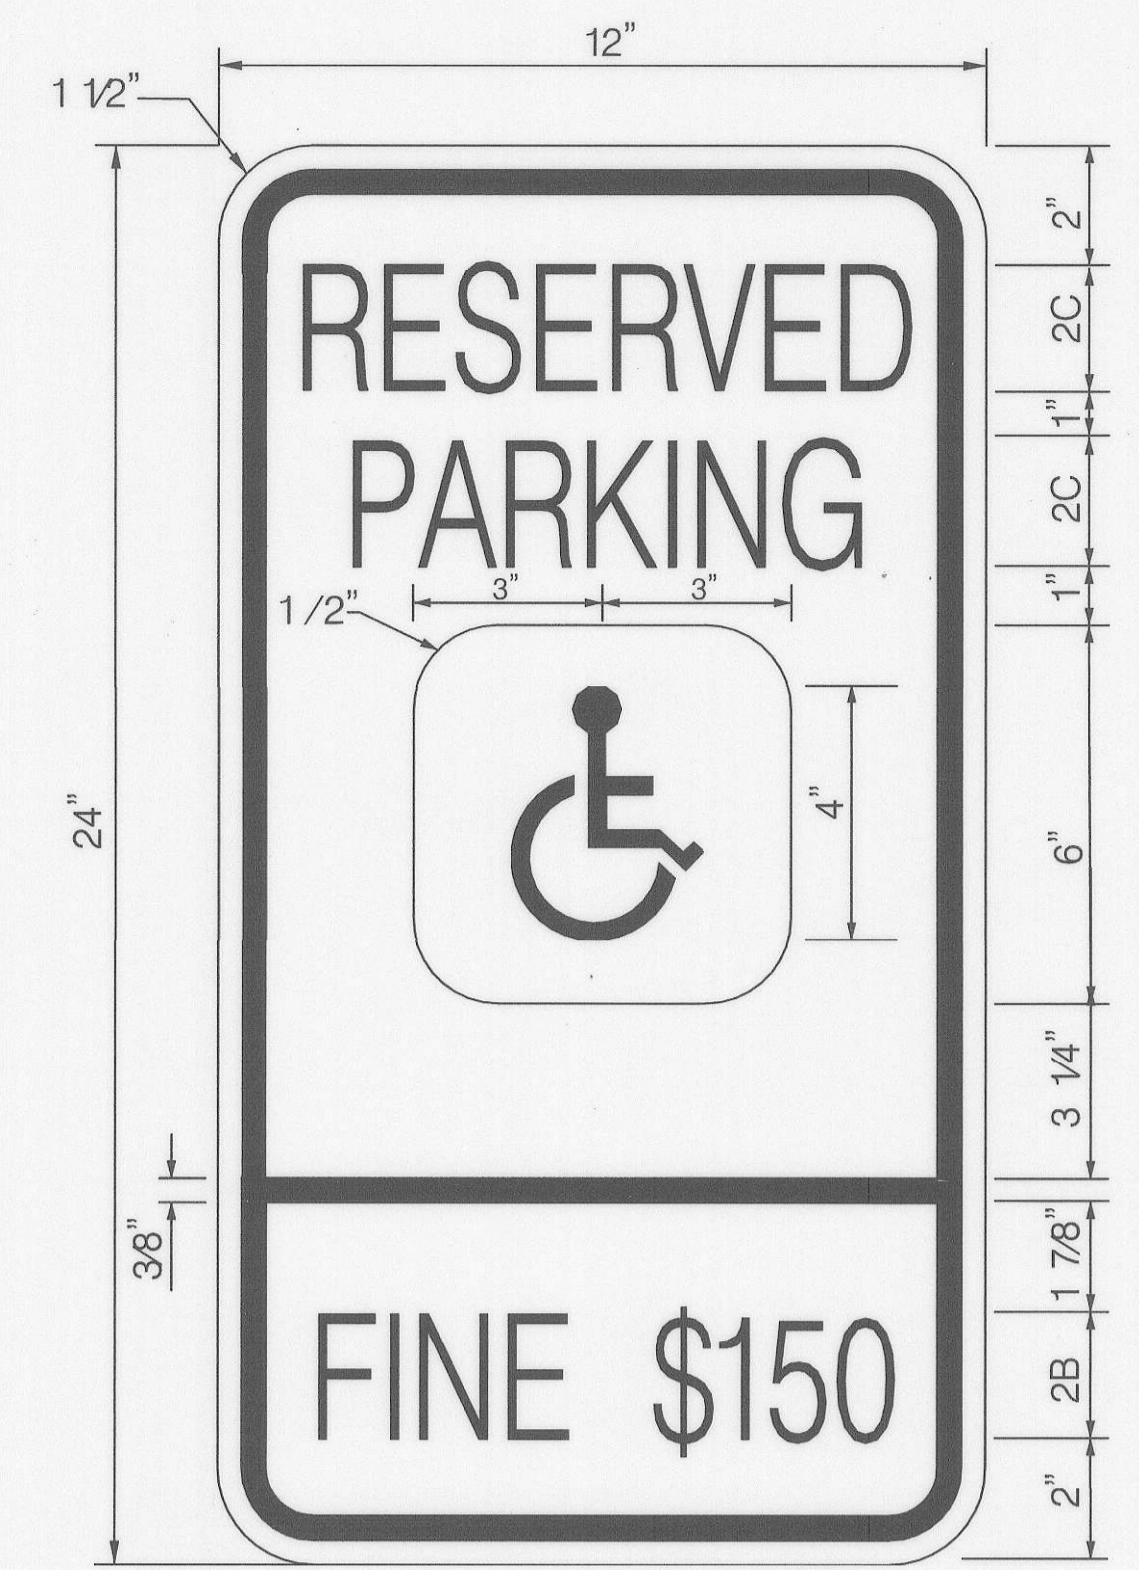 12”
1 1/2”
2”
RESERVED
2C
1”
PARKING
2C
3”
3”
1”
1 /2”
24”
4”
6”
3 1/4”
3/8”
1 7/8”
FINE $150
2B
2”